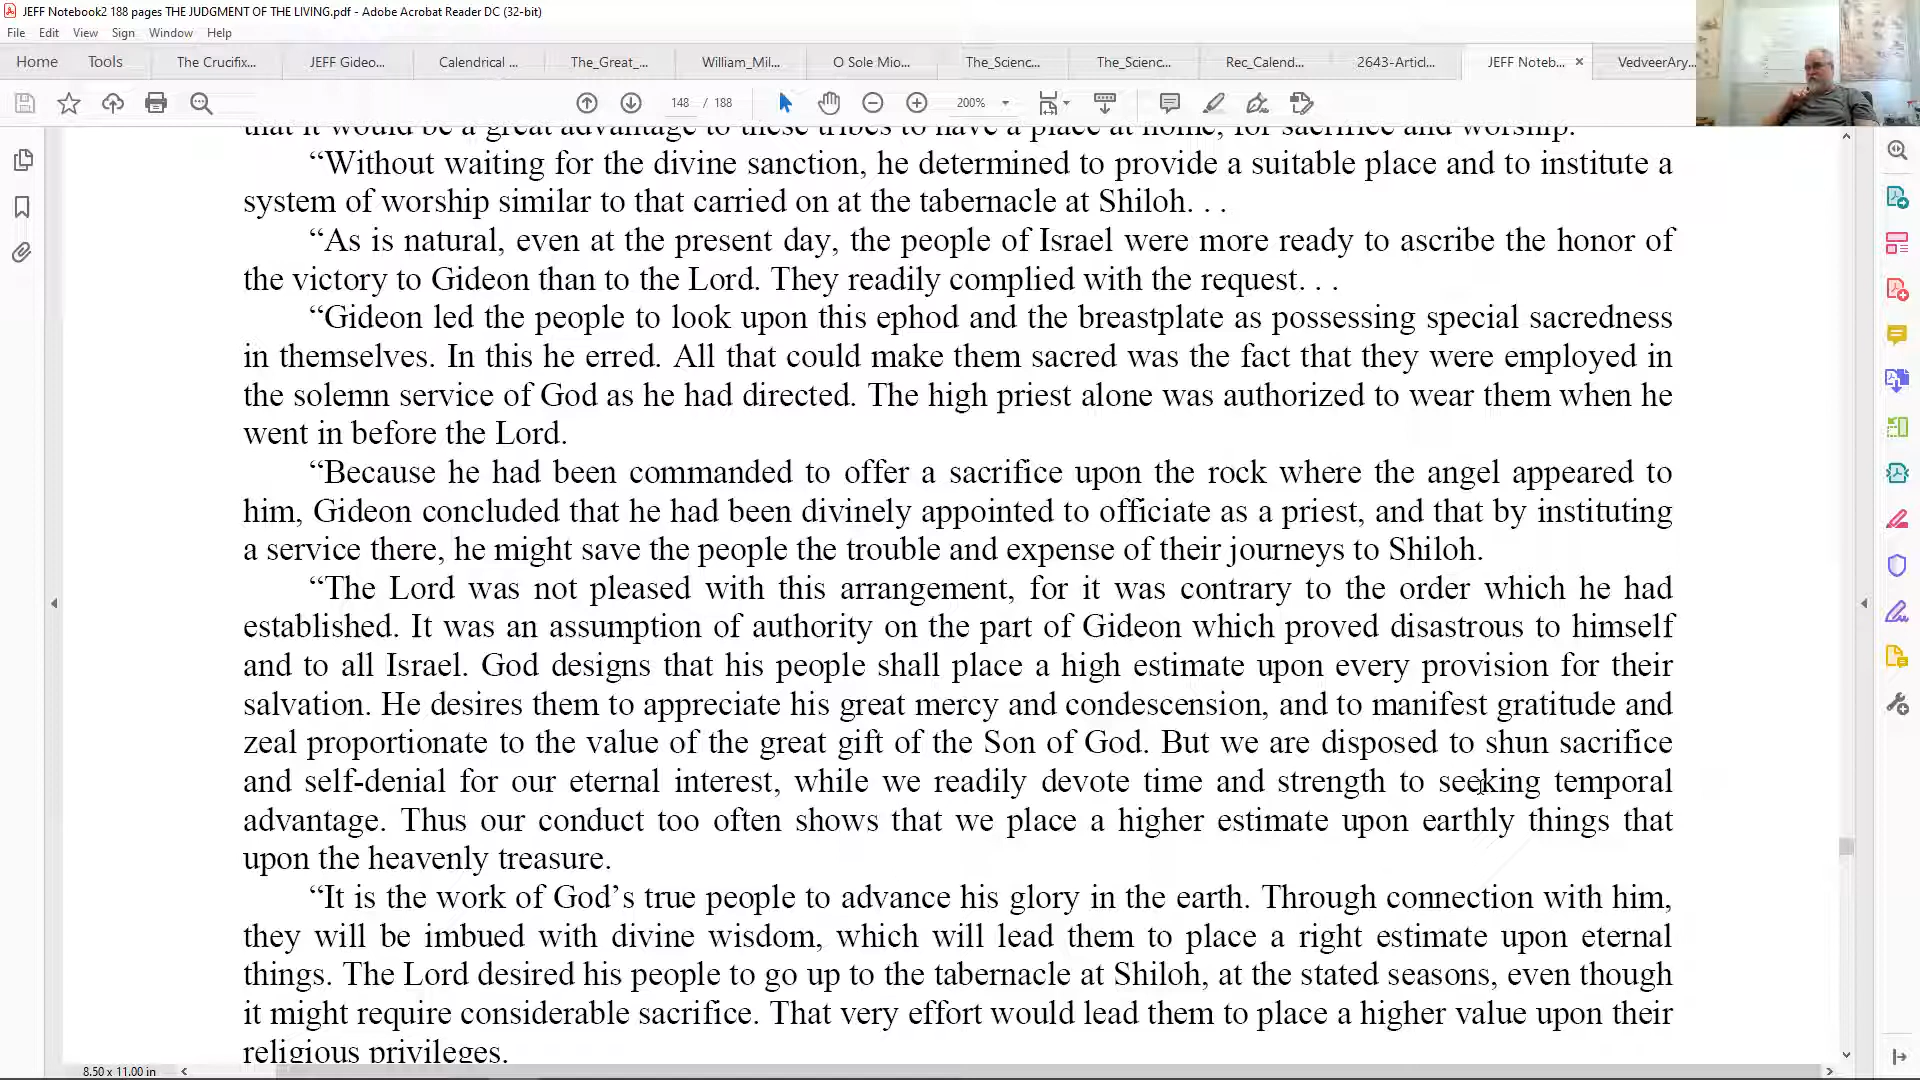 JEFF Notebook2 188 pages THE JUDGMENT OF THE LIVING.pdf - Adobe Acrobat Reader DC (32-bit)
File Edit View Sign Window Help
Home Tools The Crucifix... JEFF Gideo... Calendrical ... The_Great_... William_Mil... O Sole Mio... The_Scienc... The_Scienc... Rec_Calend... 2643-Articl... JEFF Noteb... × VedveerAry...
148 / 188 200%
that it would be a great advantage to these tribes to have a place at home, for sacrifice and worship.
“Without waiting for the divine sanction, he determined to provide a suitable place and to institute a
system of worship similar to that carried on at the tabernacle at Shiloh. . .
“As is natural, even at the present day, the people of Israel were more ready to ascribe the honor of
the victory to Gideon than to the Lord. They readily complied with the request. . .
“Gideon led the people to look upon this ephod and the breastplate as possessing special sacredness
in themselves. In this he erred. All that could make them sacred was the fact that they were employed in
the solemn service of God as he had directed. The high priest alone was authorized to wear them when he
went in before the Lord.
“Because he had been commanded to offer a sacrifice upon the rock where the angel appeared to
him, Gideon concluded that he had been divinely appointed to officiate as a priest, and that by instituting
a service there, he might save the people the trouble and expense of their journeys to Shiloh.
“The Lord was not pleased with this arrangement, for it was contrary to the order which he had
established. It was an assumption of authority on the part of Gideon which proved disastrous to himself
and to all Israel. God designs that his people shall place a high estimate upon every provision for their
salvation. He desires them to appreciate his great mercy and condescension, and to manifest gratitude and
zeal proportionate to the value of the great gift of the Son of God. But we are disposed to shun sacrifice
and self-denial for our eternal interest, while we readily devote time and strength to seeking temporal
advantage. Thus our conduct too often shows that we place a higher estimate upon earthly things that
upon the heavenly treasure.
“It is the work of God’s true people to advance his glory in the earth. Through connection with him,
they will be imbued with divine wisdom, which will lead them to place a right estimate upon eternal
things. The Lord desired his people to go up to the tabernacle at Shiloh, at the stated seasons, even though
it might require considerable sacrifice. That very effort would lead them to place a higher value upon their
religious privileges.
8.50 x 11.00 in